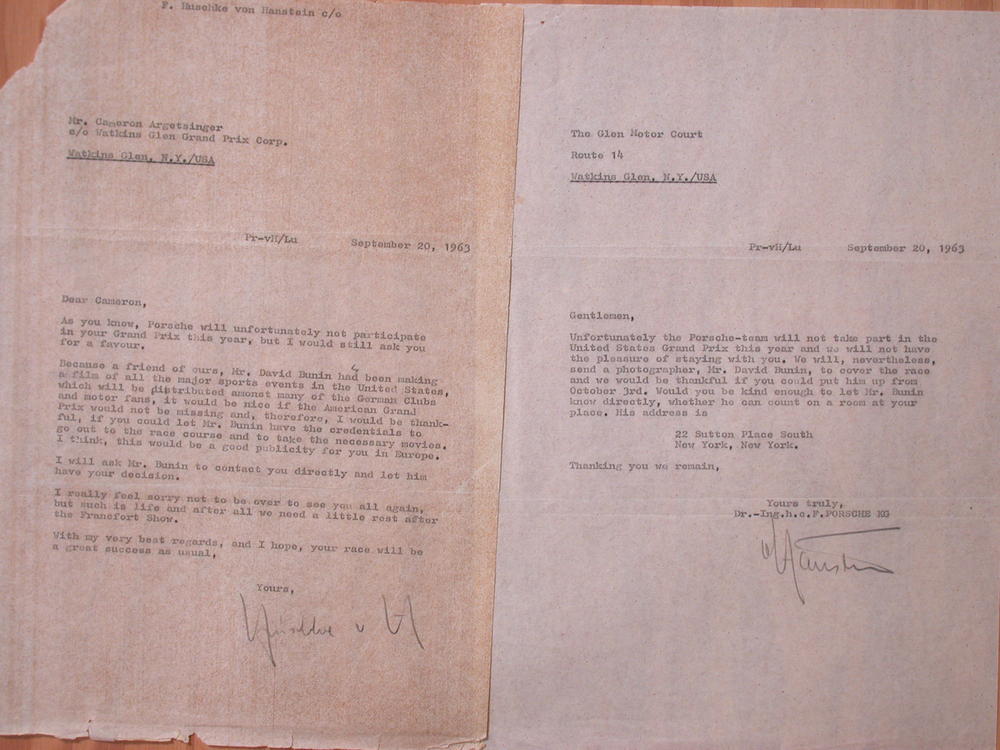 F. Huschke von Hanstein c/o
Mr. Cameron Argetsinger
c/o Watkins Glen Grand Prix Corp.
Watkins Glen, N.Y./USA
Pr-vH/Lu September 20, 1963
Dear Cameron,
As you know, Porsche will unfortunately not participate
in your Grand Prix this year, but I would still ask you
for a favour.
Because a friend of ours, Mr. David Bunin had been making
a film of all the major sports events in the United States,
which will be distributed amonst many of the German Clubs
and motor fans, it would be nice if the American Grand
Prix would not be missing and, therefore, I would be thank-
ful, if you could let Mr. Bunin have the credentials to
go out to the race course and to take the necessary movies.
I think, this would be a good publicity for you in Europe.
I will ask Mr. Bunin to contact you directly and let him
have your decision.
I really feel sorry not to be over to see you all again,
but such is life and after all we need a little rest after
the Francfort Show.
With my very best regards, and I hope, your race will be
a great success as usual,
Yours,
Huschke v H
The Glen Motor Court
Route 14
Watkins Glen, N.Y./USA
Pr-vH/Lu September 20, 1963
Gentlemen,
Unfortunately the Porsche-team will not take part in the
United States Grand Prix this year and we will not have
the pleasure of staying with you. We will, nevertheless,
send a photographer, Mr. David Bunin, to cover the race
and we would be thankful if you could put him up from
October 3rd. Would you be kind enough to let Mr. Bunin
know directly, whether he can count on a room at your
place. His address is
22 Sutton Place South
New York, New York.
Thanking you we remain,
Yours truly,
Dr.-Ing.h.c.F.PORSCHE KG
v Hanstein